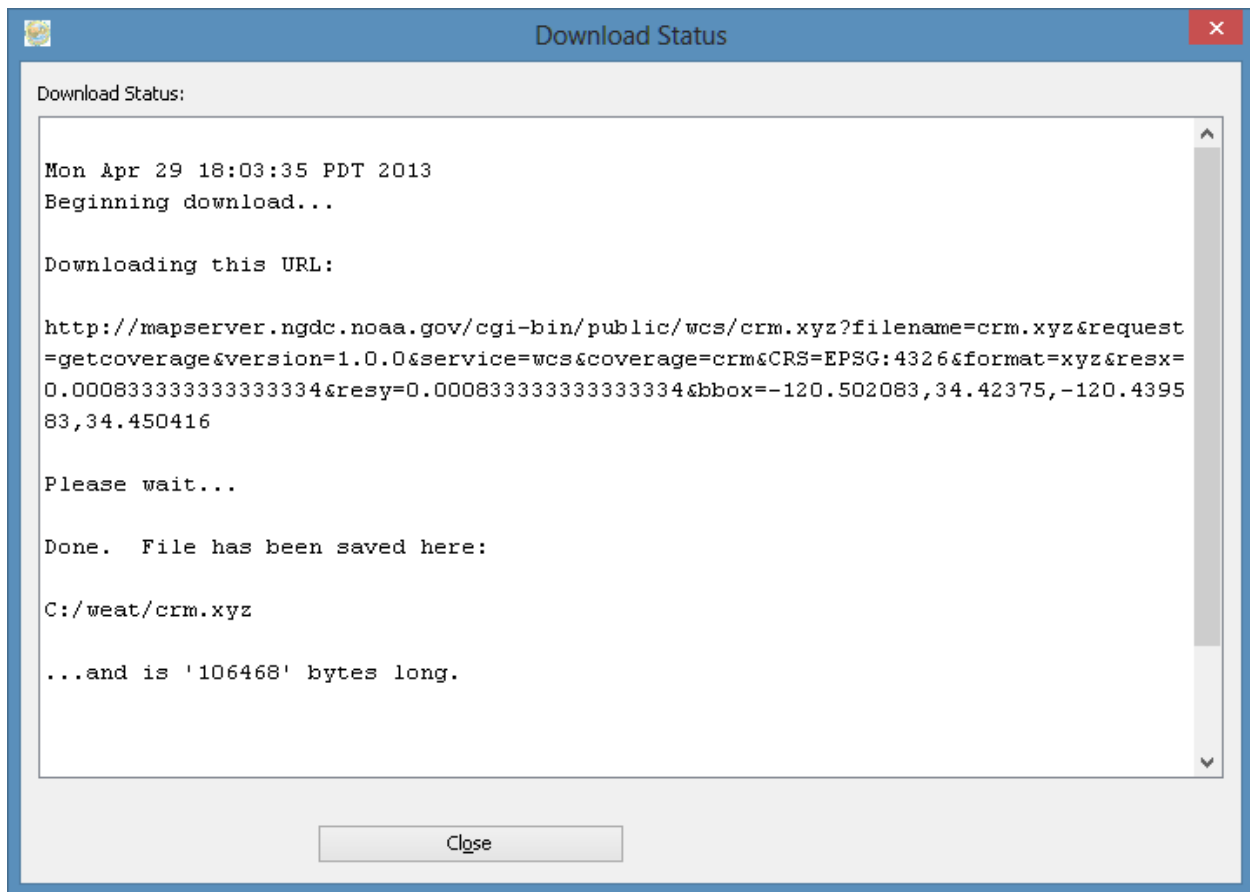 Download Status
Download Status:
Mon Apr 29 18:03:35 PDT 2013
Beginning download...
Downloading this URL:
http://mapserver.ngdc.noaa.gov/cgi-bin/public/wcs/crm.xyz?filename=crm.xyz&request
=getcoverage&version=1.0.0&service=wcs&coverage=crm&CRS=EPSG:4326&format=xyz&resx=
0.000833333333333334&resy=0.000833333333333334&bbox=-120.502083,34.42375,-120.4395
83,34.450416
Please wait...
Done.  File has been saved here:
C:/weat/crm.xyz
...and is '106468' bytes long.
Close